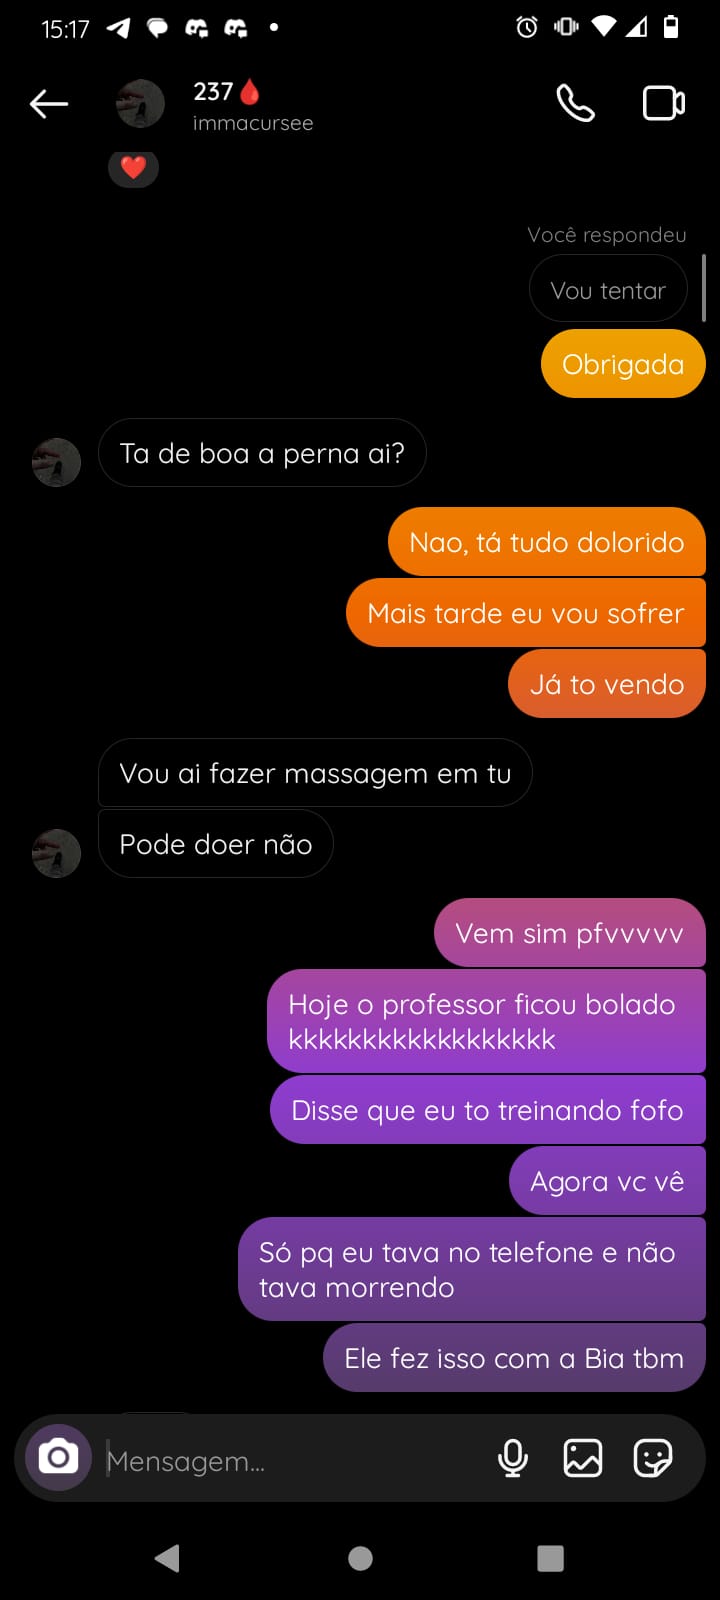 15:17
237🩸
immacursee
❤️
Você respondeu
Vou tentar
Obrigada
Ta de boa a perna ai?
Nao, tá tudo dolorido
Mais tarde eu vou sofrer
Já to vendo
Vou ai fazer massagem em tu
Pode doer não
Vem sim pfvvvvv
Hoje o professor ficou bolado
kkkkkkkkkkkkkkkkkk
Disse que eu to treinando fofo
Agora vc vê
Só pq eu tava no telefone e não
tava morrendo
Ele fez isso com a Bia tbm
Mensagem...